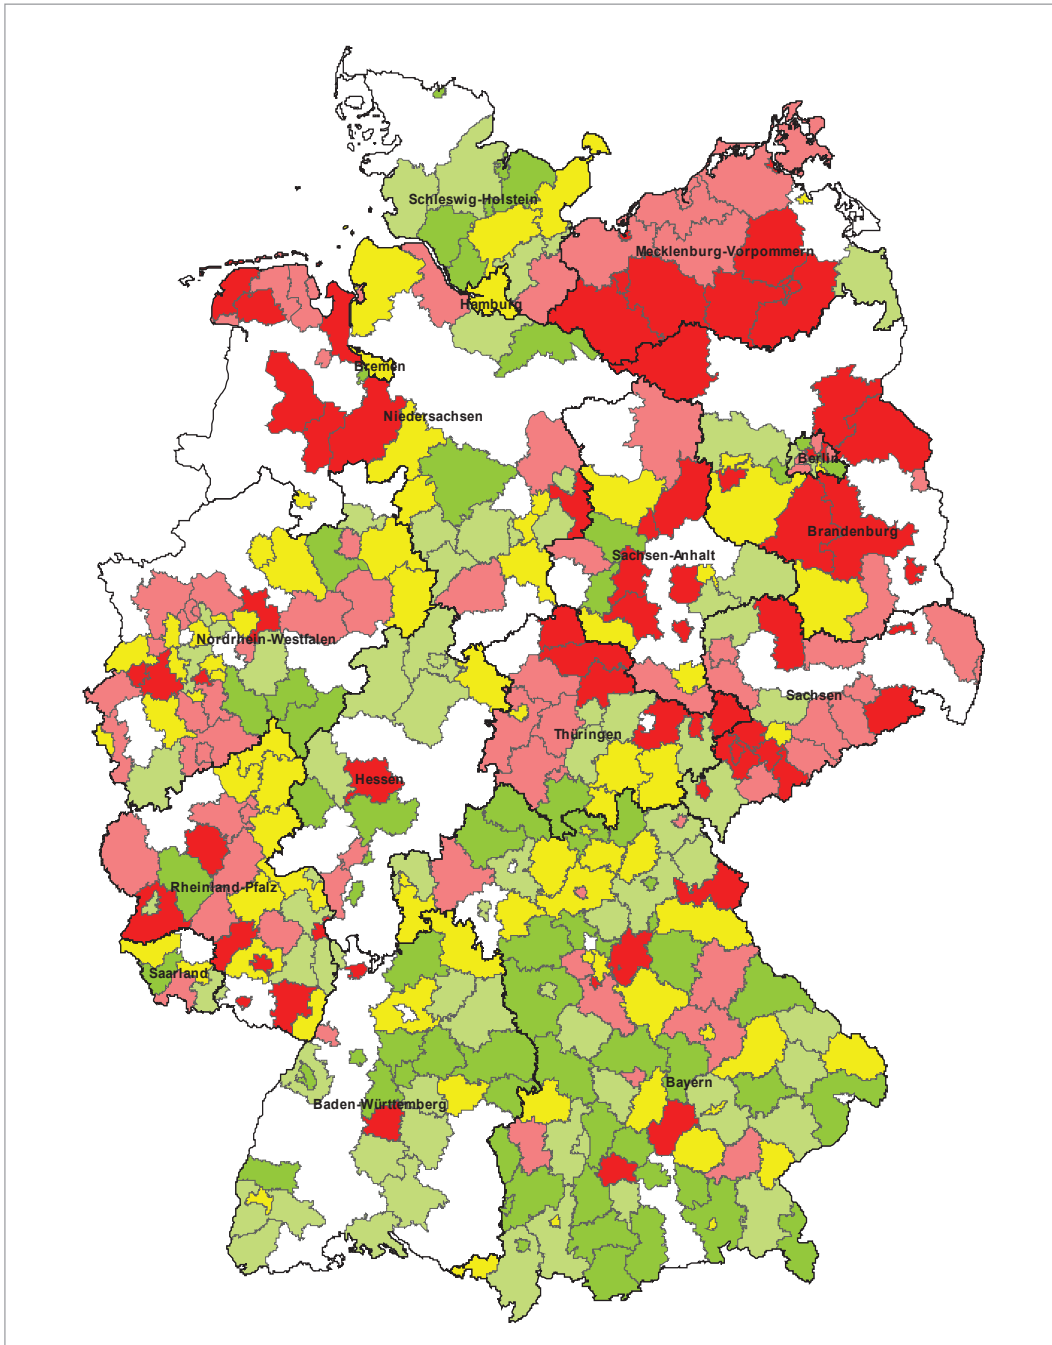 Schleswig-Holstein
Mecklenburg-Vorpommern
Hamburg
Bremen
Niedersachsen
Berlin
Brandenburg
Sachsen-Anhalt
Nordrhein-Westfalen
Sachsen
Thüringen
Hessen
Rheinland-Pfalz
Saarland
Bayern
Baden-Württemberg